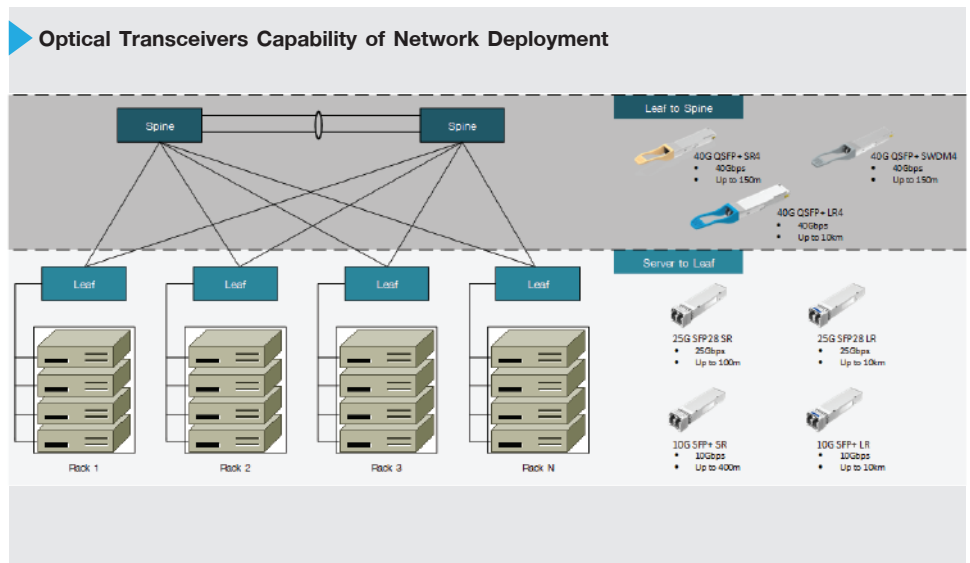 Optical Transceivers Capability of Network Deployment
Leaf to Spine
Spine
Spine
40G QSFP+ SR4
• 40Gbps
• Up to 150m
40G QSFP+ SWDM4
• 40Gbps
• Up to 150m
40G QSFP+ LR4
• 40Gbps
• Up to 10km
Server to Leaf
Leaf
Leaf
Leaf
Leaf
25G SFP28 SR
• 25Gbps
• Up to 100m
25G SFP28 LR
• 25Gbps
• Up to 10km
10G SFP+ SR
• 10Gbps
• Up to 400m
10G SFP+ LR
• 10Gbps
• Up to 10km
Rack 1
Rack 2
Rack 3
Rack N